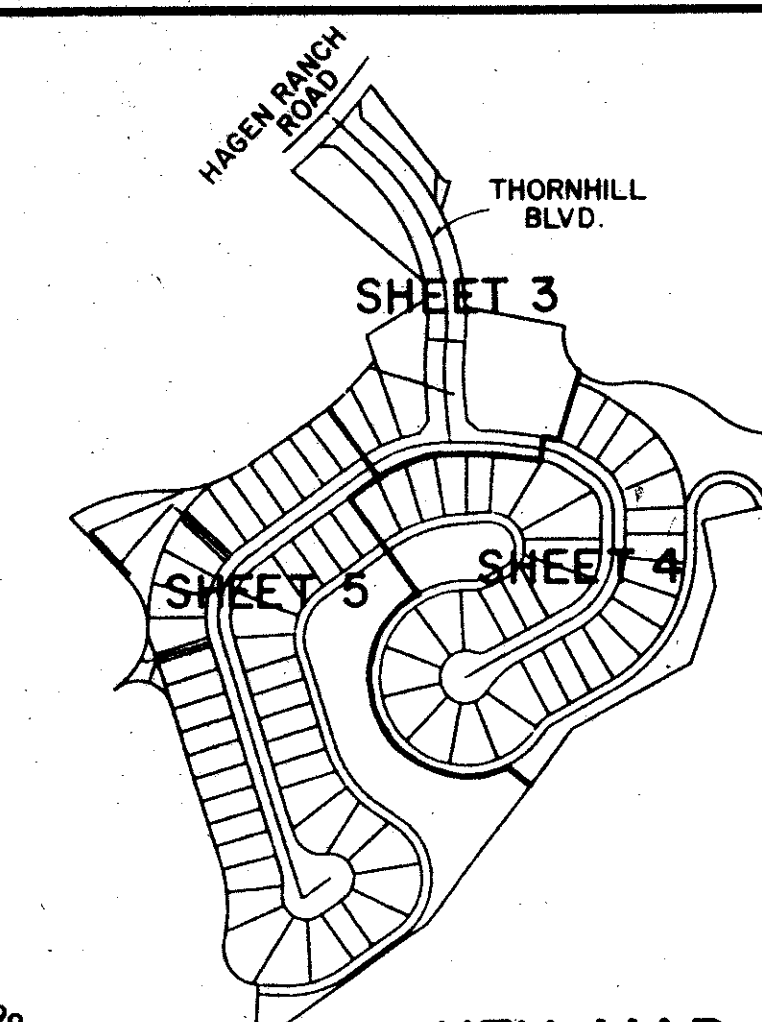 HAGEN RANCH
ROAD
THORNHILL
BLVD.
SHEET 3
SHEET 4
SHEET 5